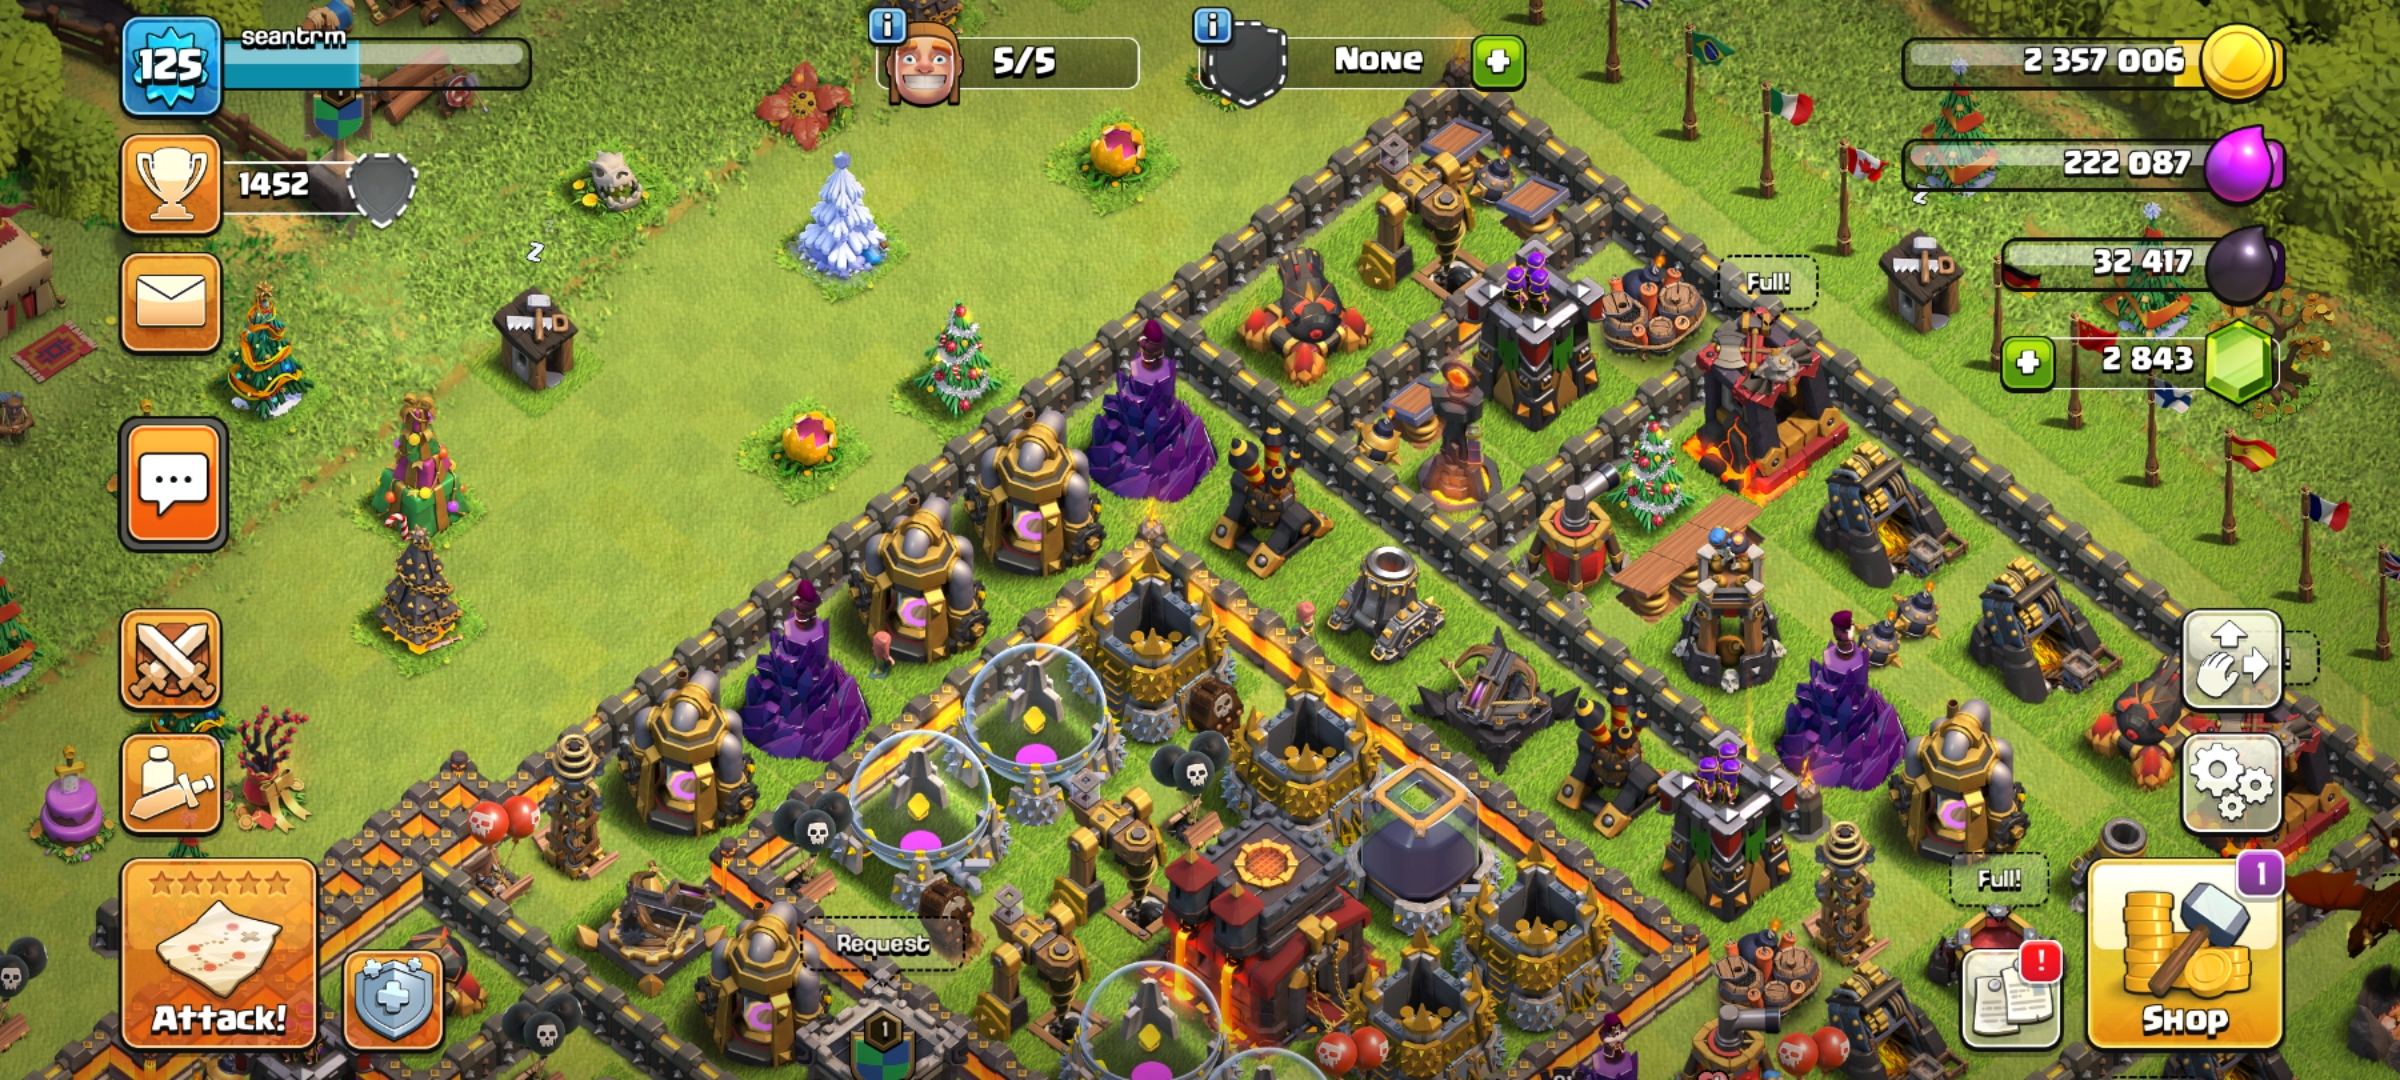 seantrm
125
5/5
None
2 357 006
1452
222 087
z
z
32 417
Full!
2 843
Request
Full!
1
1
!
Attack!
Shop